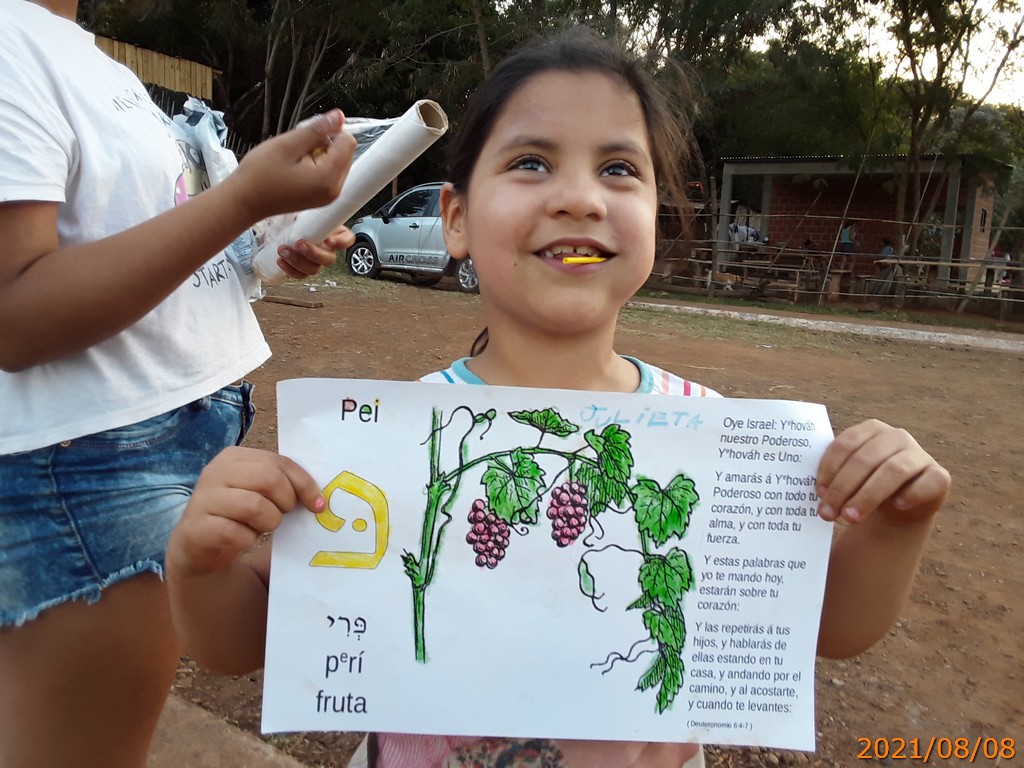 START
AIRCROSS
Pei
פ
פְּרִי
pᵉrí
fruta
JULIETA
Oye Israel: Yᵉhováh
nuestro Poderoso,
Yᵉhováh es Uno:
Y amarás á Yᵉhováh
Poderoso con todo tu
corazón, y con toda tu
alma, y con toda tu
fuerza.
Y estas palabras que
yo te mando hoy,
estarán sobre tu
corazón:
Y las repetirás á tus
hijos, y hablarás de
ellas estando en tu
casa, y andando por el
camino, y al acostarte,
y cuando te levantes:
( Deuteronomio 6:4-7 )
2021/08/08